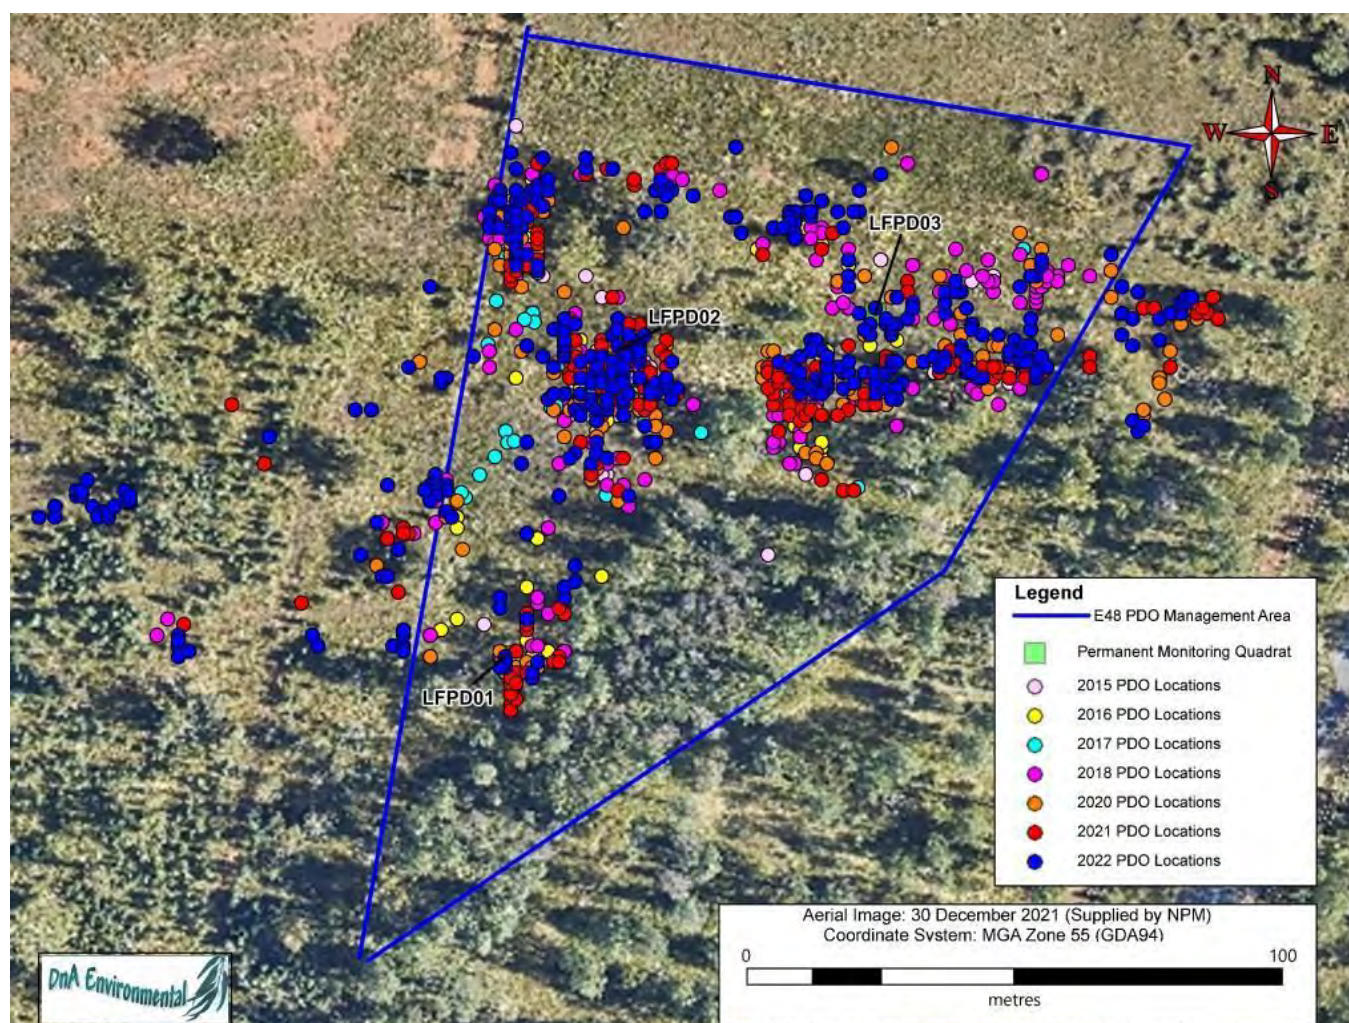 N
W E
S
LFPD03
LFPD02
LFPD01
Legend
E48 PDO Management Area
Permanent Monitoring Quadrat
2015 PDO Locations
2016 PDO Locations
2017 PDO Locations
2018 PDO Locations
2020 PDO Locations
2021 PDO Locations
2022 PDO Locations
Aerial Image: 30 December 2021 (Supplied by NPM)
Coordinate System: MGA Zone 55 (GDA94)
0 100
metres
DnA Environmental